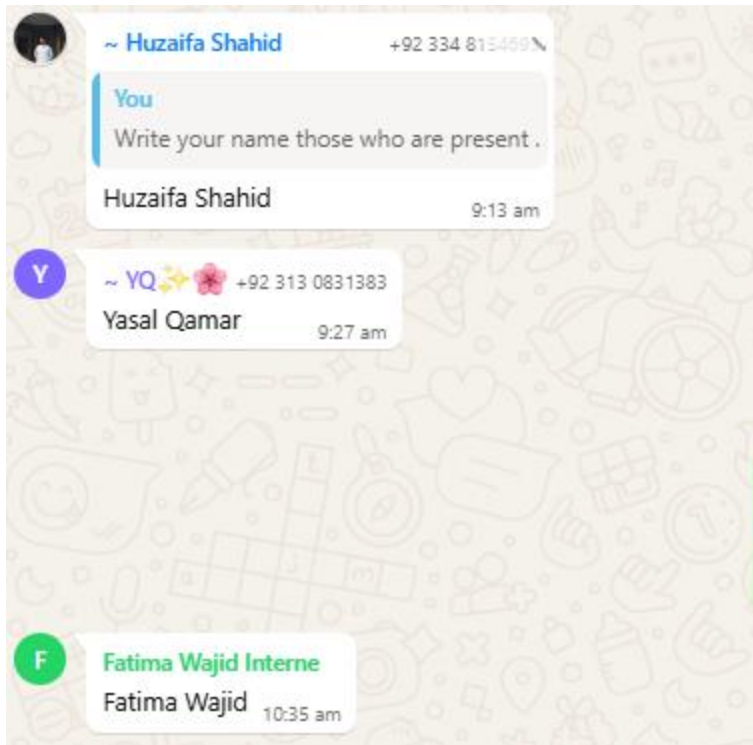 ~ Huzaifa Shahid +92 334
You
Write your name those who are present .
Huzaifa Shahid
9:13 am
Y
~ YQ✨🌸 +92 313 0831383
Yasal Qamar
9:27 am
F
Fatima Wajid Interne
Fatima Wajid
10:35 am